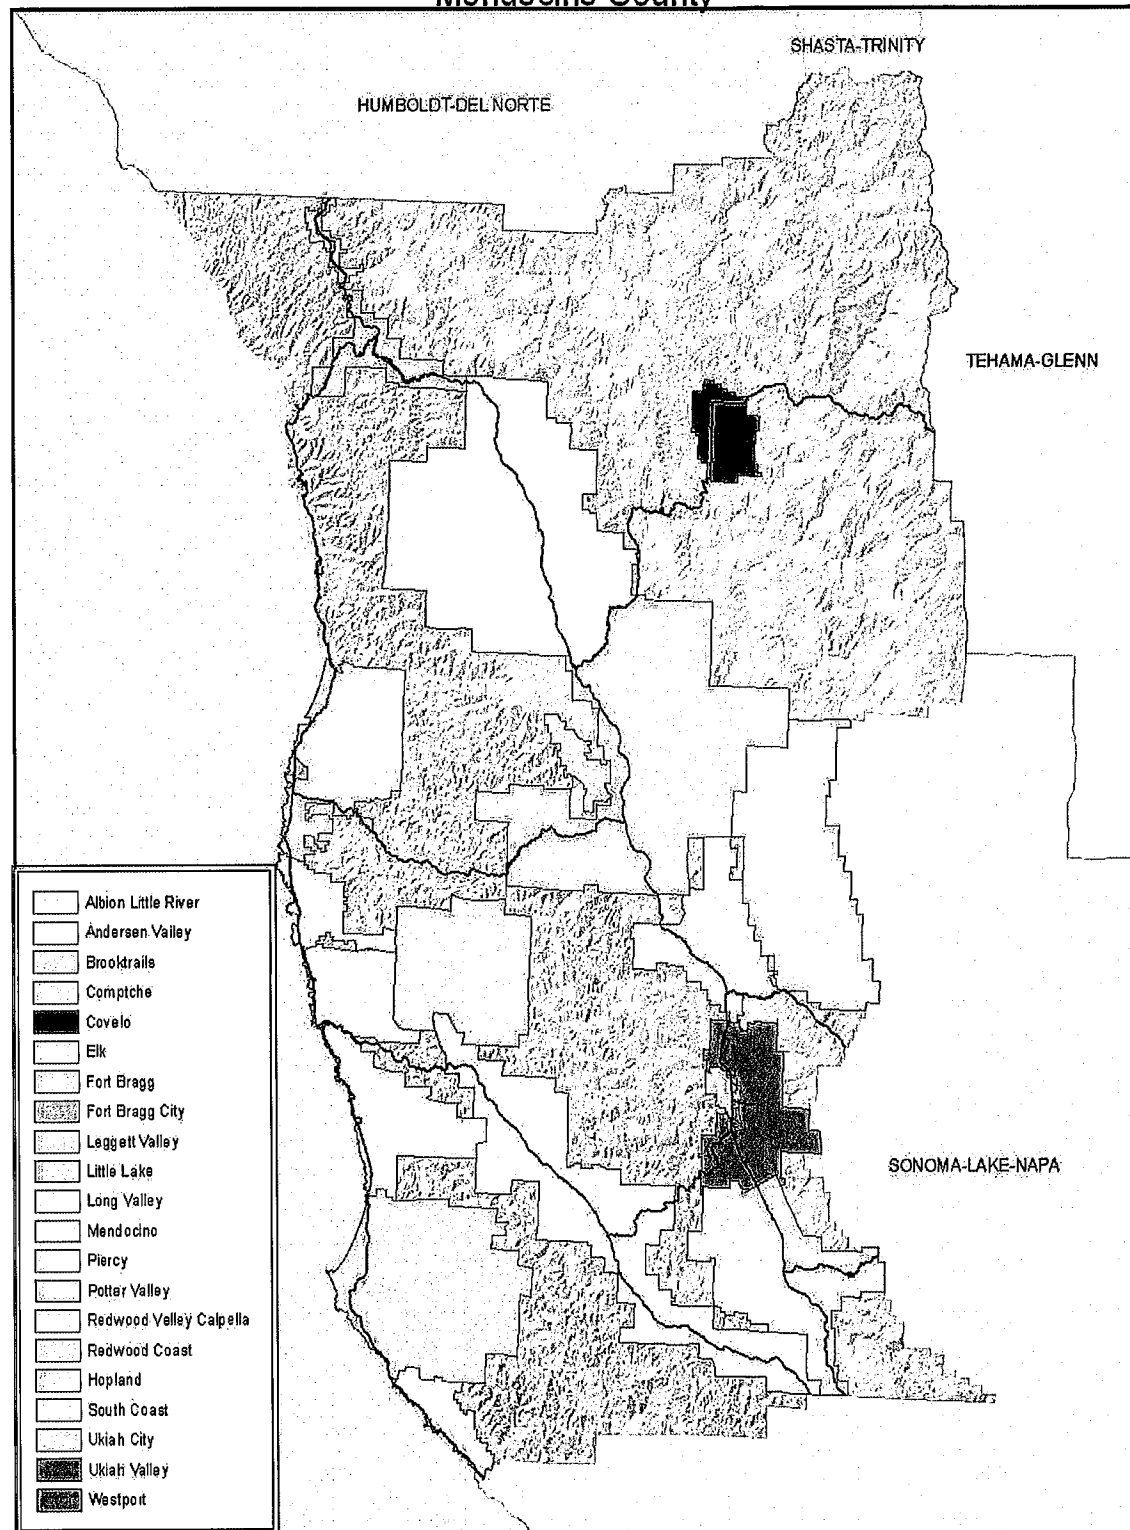 Mendocino County
SHASTA-TRINITY
HUMBOLDT-DEL NORTE
TEHAMA-GLENN
SONOMA-LAKE-NAPA
Albion Little River
Andersen Valley
Brooktrails
Comptche
Covelo
Elk
Fort Bragg
Fort Bragg City
Leggett Valley
Little Lake
Long Valley
Mendocino
Piercy
Potter Valley
Redwood Valley Calpella
Redwood Coast
Hopland
South Coast
Ukiah City
Ukiah Valley
Westport